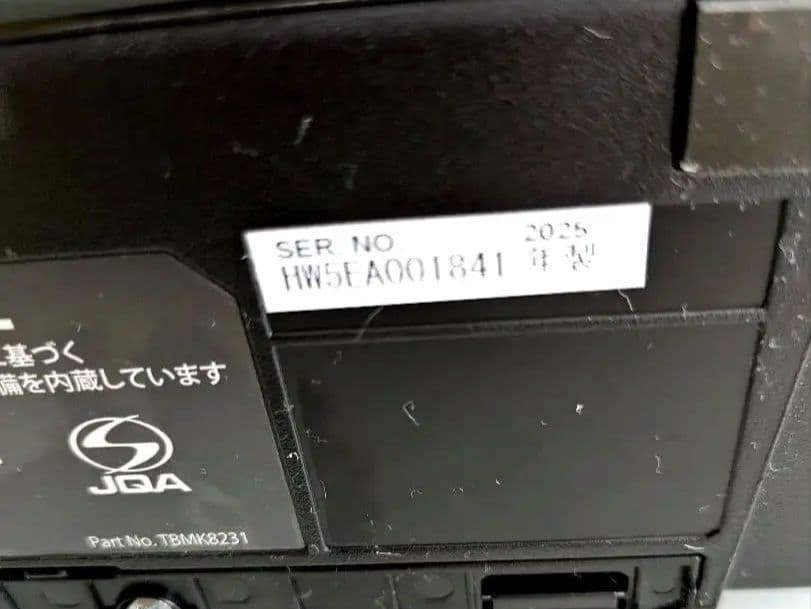 SER. NO
2025
HW5EA001841 年製
基づく
備を内蔵しています
JQA
Part No. TBMK8231